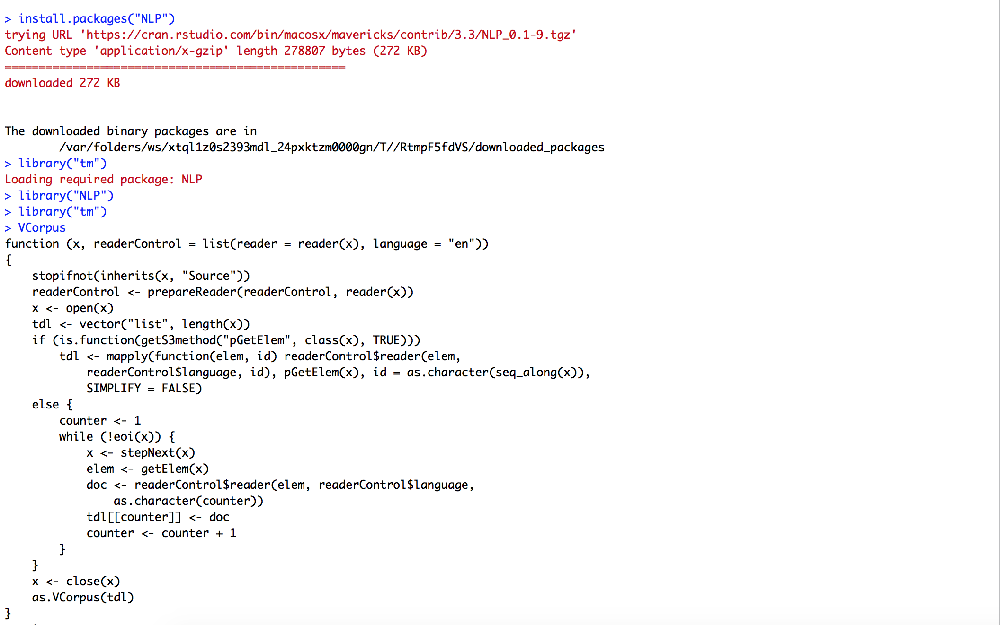 > install.packages("NLP")
trying URL 'https://cran.rstudio.com/bin/macosx/mavericks/contrib/3.3/NLP_0.1-9.tgz'
Content type 'application/x-gzip' length 278807 bytes (272 KB)
==================================================
downloaded 272 KB


The downloaded binary packages are in
        /var/folders/ws/xtql1z0s2393mdl_24pxktzm0000gn/T//RtmpF5fdVS/downloaded_packages
> library("tm")
Loading required package: NLP
> library("NLP")
> library("tm")
> VCorpus
function (x, readerControl = list(reader = reader(x), language = "en"))
{
    stopifnot(inherits(x, "Source"))
    readerControl <- prepareReader(readerControl, reader(x))
    x <- open(x)
    tdl <- vector("list", length(x))
    if (is.function(getS3method("pGetElem", class(x), TRUE)))
        tdl <- mapply(function(elem, id) readerControl$reader(elem,
            readerControl$language, id), pGetElem(x), id = as.character(seq_along(x)),
            SIMPLIFY = FALSE)
    else {
        counter <- 1
        while (!eoi(x)) {
            x <- stepNext(x)
            elem <- getElem(x)
            doc <- readerControl$reader(elem, readerControl$language,
                as.character(counter))
            tdl[[counter]] <- doc
            counter <- counter + 1
        }
    }
    x <- close(x)
    as.VCorpus(tdl)
}